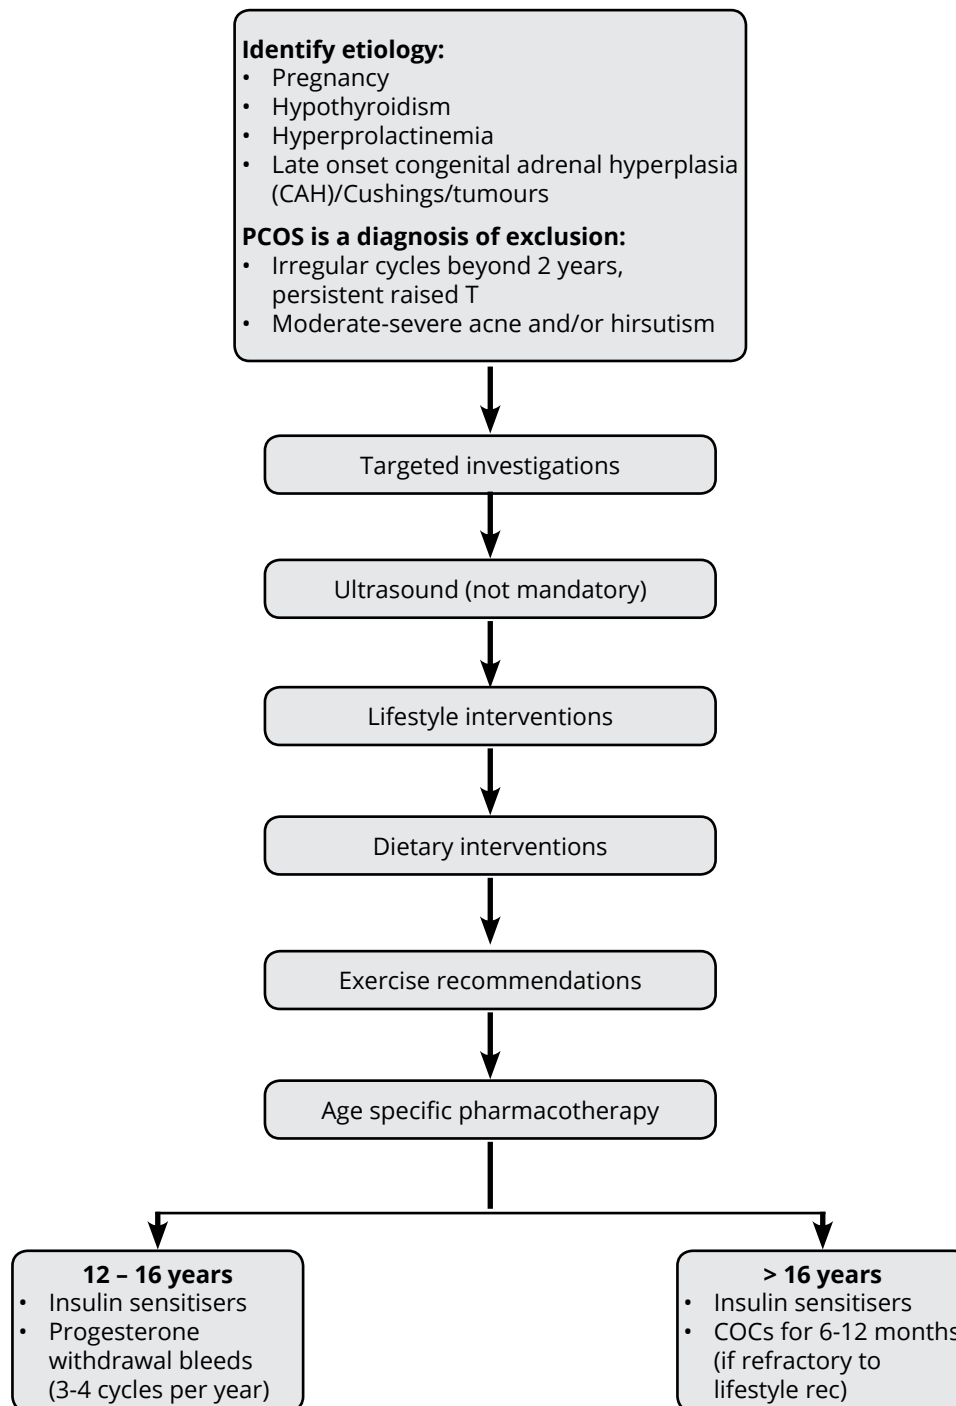 Identify etiology:
• Pregnancy
• Hypothyroidism
• Hyperprolactinemia
• Late onset congenital adrenal hyperplasia
(CAH)/Cushings/tumours
PCOS is a diagnosis of exclusion:
• Irregular cycles beyond 2 years,
persistent raised T
• Moderate-severe acne and/or hirsutism
Targeted investigations
Ultrasound (not mandatory)
Lifestyle interventions
Dietary interventions
Exercise recommendations
Age specific pharmacotherapy
12 – 16 years
• Insulin sensitisers
• Progesterone
withdrawal bleeds
(3-4 cycles per year)
> 16 years
• Insulin sensitisers
• COCs for 6-12 months
(if refractory to
lifestyle rec)